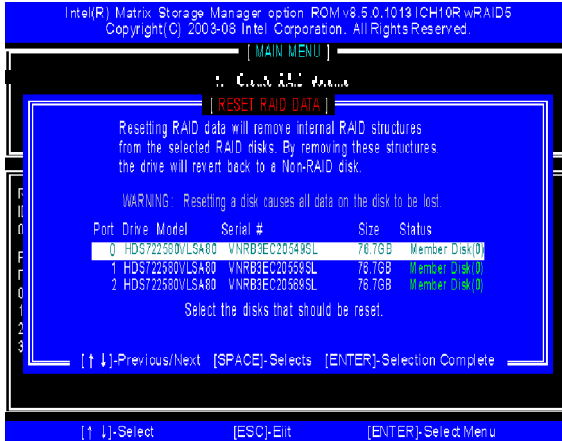 Intel(R) Matrix Storage Manager option ROM v8.5.0.1013 ICH10R wRAID5
Copyright(C) 2003-08 Intel Corporation. All Rights Reserved.
[ MAIN MENU ]
[ RESET RAID DATA ]
Resetting RAID data will remove internal RAID structures
from the selected RAID disks. By removing these structures,
the drive will revert back to a Non-RAID disk.
WARNING: Resetting a disk causes all data on the disk to be lost.
Port Drive Model Serial # Size Status
0 HDS722580VLSA80 VNRB3EC20549SL 76.7GB Member Disk(0)
1 HDS722580VLSA80 VNRB3EC20559SL 76.7GB Member Disk(0)
2 HDS722580VLSA80 VNRB3EC20569SL 76.7GB Member Disk(0)
Select the disks that should be reset.
[↑ ↓]-Previous/Next [SPACE]-Selects [ENTER]-Selection Complete
[↑ ↓]-Select [ESC]-Eiit [ENTER]-Select Menu